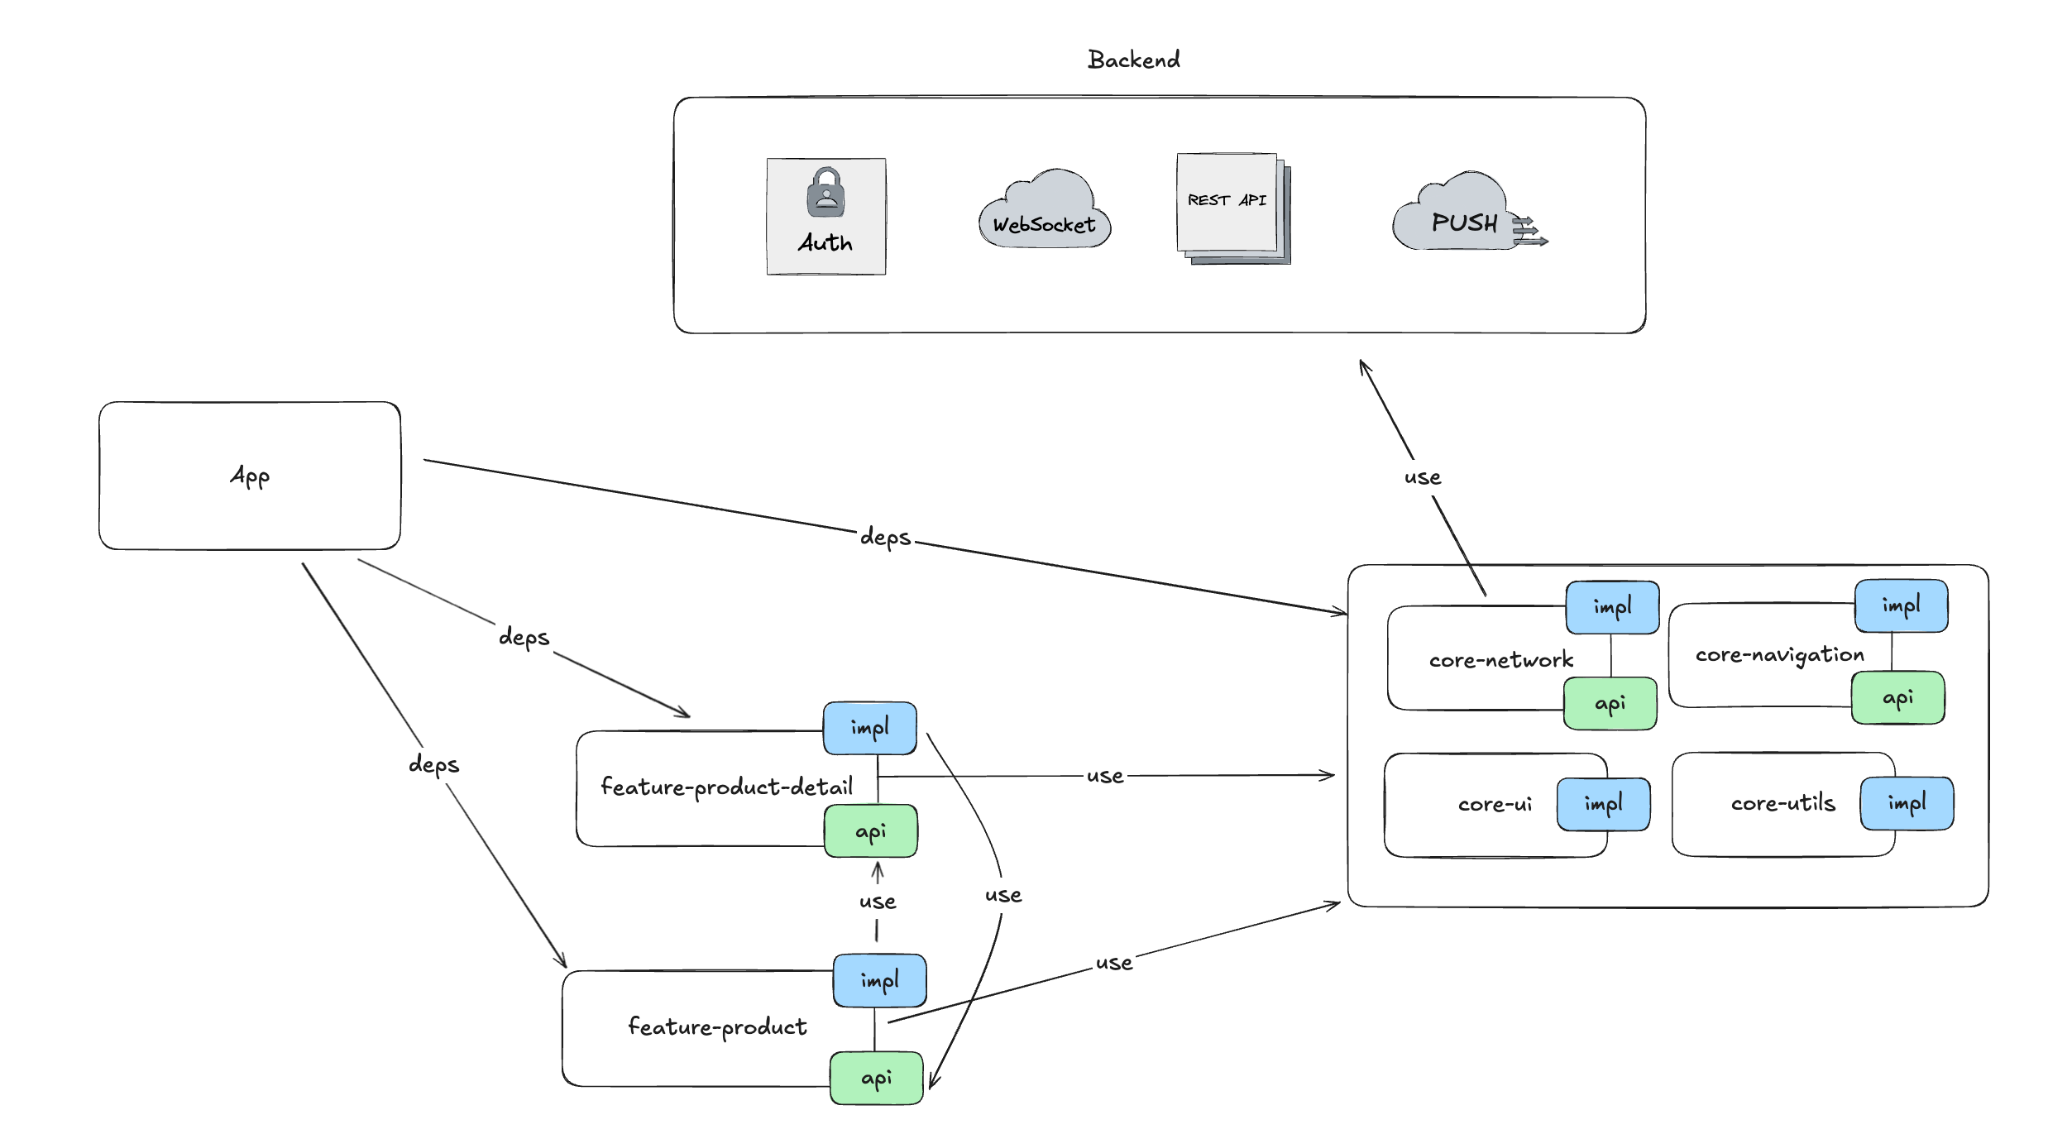 Backend
Auth
WebSocket
REST API
PUSH
App
use
deps
deps
deps
impl
core-network
api
impl
core-navigation
api
core-ui
impl
core-utils
impl
impl
feature-product-detail
api
use
use
use
use
impl
feature-product
api